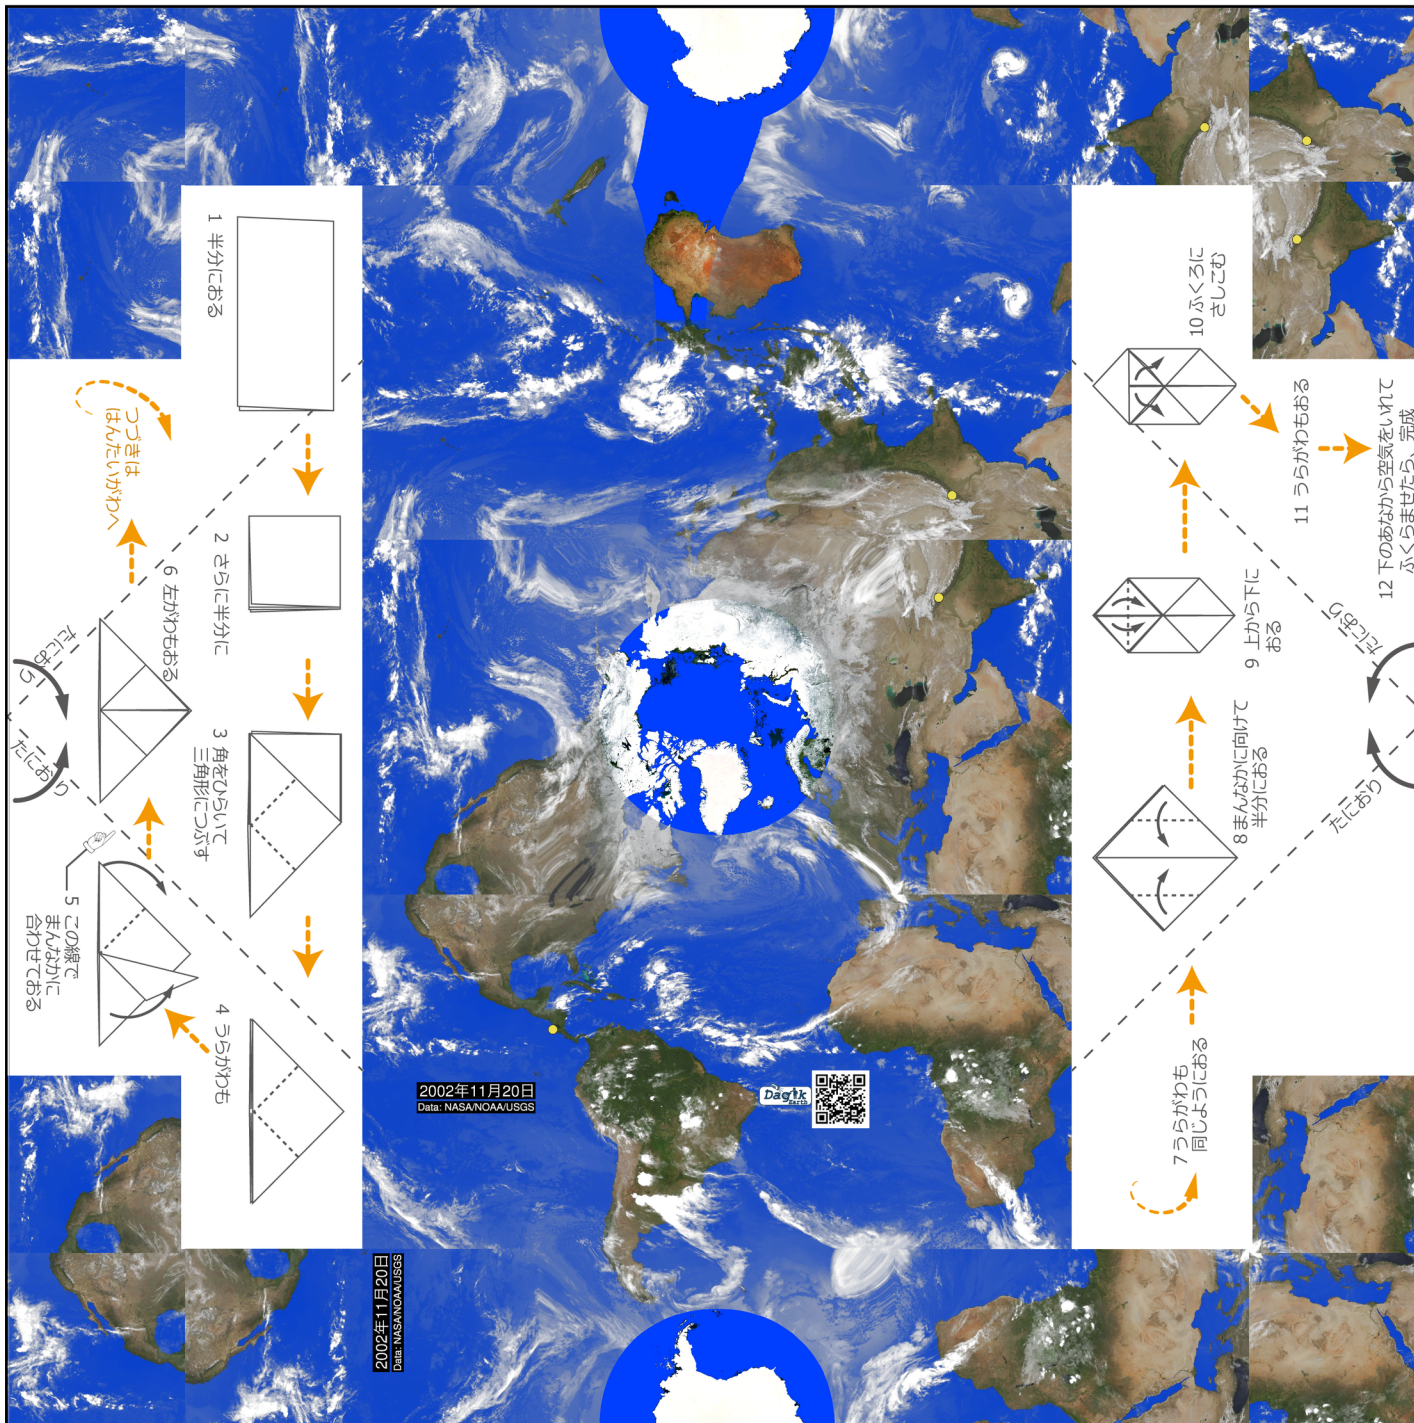 1 半分におる
2 さらに半分に
3 角をひらいて
三角形につぶす
4 うらがわも
5 この線で
まんなかに
合わせておる
6 左がわもおる
つづきは
はんたいがわへ
たにおり
たにおり
7 うらがわも
同じようにおる
8 まんなかに向けて
半分におる
9 上から下に
おる
10 ふくろに
さしこむ
11 うらがわもおる
12 下のあなから空気をいれて
ふくらませたら、完成
たにおり
たにおり
2002年11月20日
Data: NASA/NOAA/USGS
Dagik
Earth
2002年11月20日
Data: NASA/NOAA/USGS